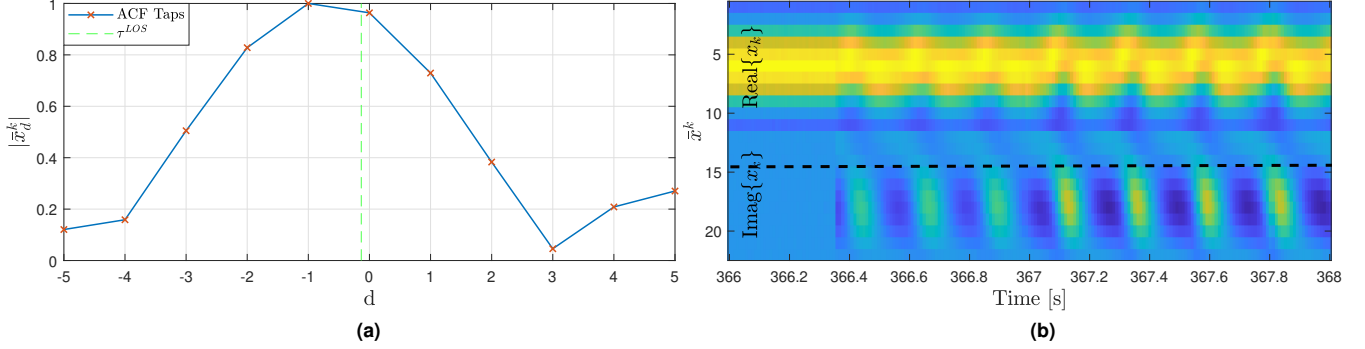 ACF Taps
τ^LOS
1
0.8
0.6
0.4
0.2
0
|x̄_d^k|
-5 -4 -3 -2 -1 0 1 2 3 4 5
d
(a)
5
10
15
20
x̄^k
Real{x_k}
Imag{x_k}
366 366.2 366.4 366.6 366.8 367 367.2 367.4 367.6 367.8 368
Time [s]
(b)